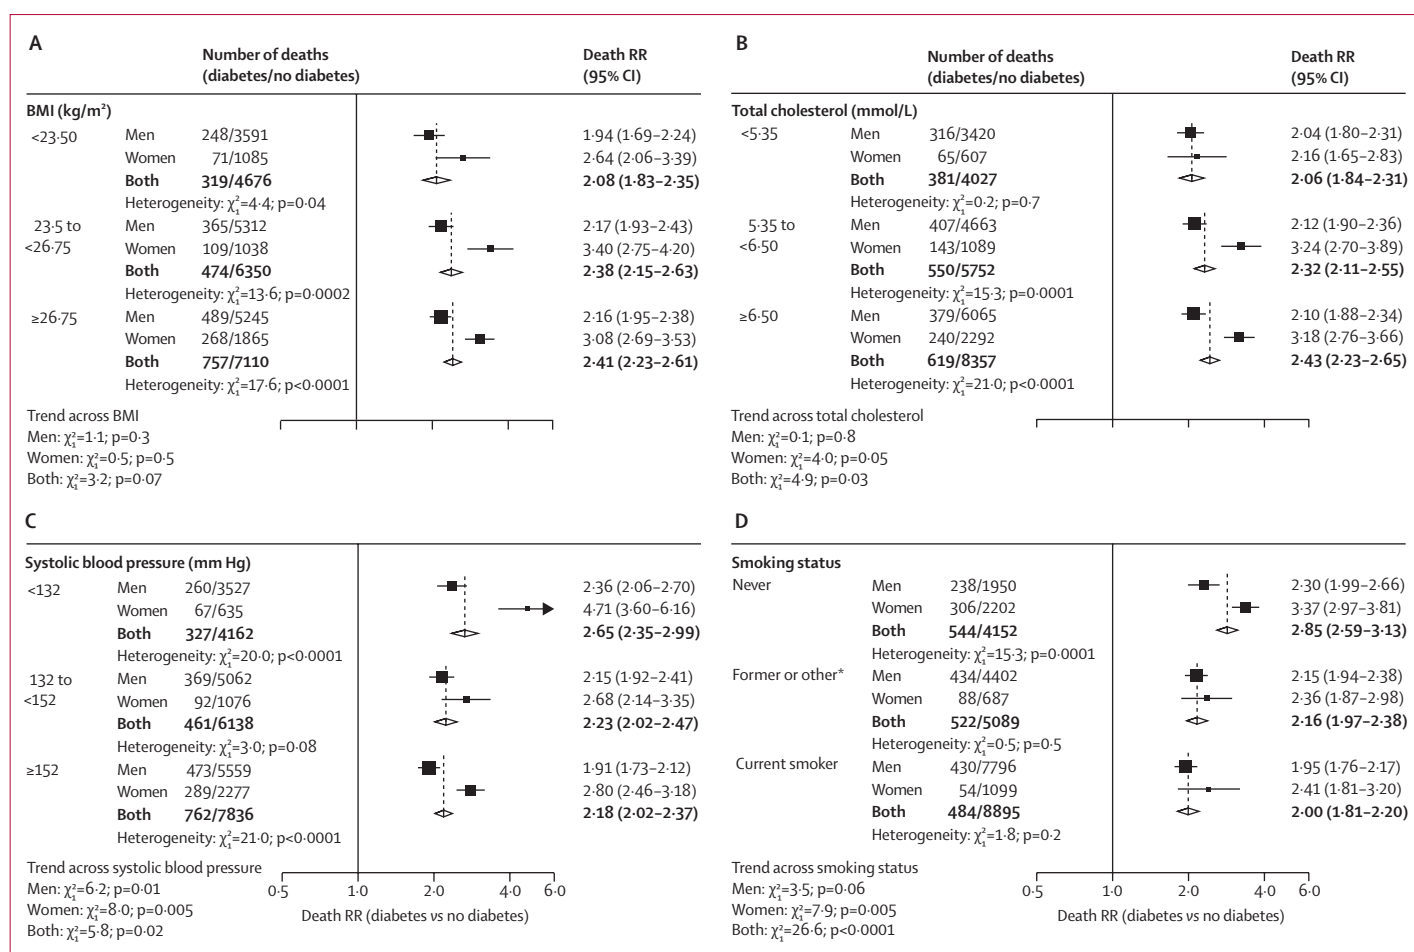 A
Number of deaths (diabetes/no diabetes)
Death RR (95% CI)
BMI (kg/m²)
<23·50 Men 248/3591 1·94 (1·69–2·24)
Women 71/1085 2·64 (2·06–3·39)
Both 319/4676 2·08 (1·83–2·35)
Heterogeneity: χ²₁=4·4; p=0·04
23·5 to Men 365/5312 2·17 (1·93–2·43)
<26·75 Women 109/1038 3·40 (2·75–4·20)
Both 474/6350 2·38 (2·15–2·63)
Heterogeneity: χ²₁=13·6; p=0·0002
≥26·75 Men 489/5245 2·16 (1·95–2·38)
Women 268/1865 3·08 (2·69–3·53)
Both 757/7110 2·41 (2·23–2·61)
Heterogeneity: χ²₁=17·6; p<0·0001
Trend across BMI
Men: χ²₁=1·1; p=0·3
Women: χ²₁=0·5; p=0·5
Both: χ²₁=3·2; p=0·07
B
Number of deaths (diabetes/no diabetes)
Death RR (95% CI)
Total cholesterol (mmol/L)
<5·35 Men 316/3420 2·04 (1·80–2·31)
Women 65/607 2·16 (1·65–2·83)
Both 381/4027 2·06 (1·84–2·31)
Heterogeneity: χ²₁=0·2; p=0·7
5·35 to Men 407/4663 2·12 (1·90–2·36)
<6·50 Women 143/1089 3·24 (2·70–3·89)
Both 550/5752 2·32 (2·11–2·55)
Heterogeneity: χ²₁=15·3; p=0·0001
≥6·50 Men 379/6065 2·10 (1·88–2·34)
Women 240/2292 3·18 (2·76–3·66)
Both 619/8357 2·43 (2·23–2·65)
Heterogeneity: χ²₁=21·0; p<0·0001
Trend across total cholesterol
Men: χ²₁=0·1; p=0·8
Women: χ²₁=4·0; p=0·05
Both: χ²₁=4·9; p=0·03
C
Systolic blood pressure (mm Hg)
<132 Men 260/3527 2·36 (2·06–2·70)
Women 67/635 4·71 (3·60–6·16)
Both 327/4162 2·65 (2·35–2·99)
Heterogeneity: χ²₁=20·0; p<0·0001
132 to Men 369/5062 2·15 (1·92–2·41)
<152 Women 92/1076 2·68 (2·14–3·35)
Both 461/6138 2·23 (2·02–2·47)
Heterogeneity: χ²₁=3·0; p=0·08
≥152 Men 473/5559 1·91 (1·73–2·12)
Women 289/2277 2·80 (2·46–3·18)
Both 762/7836 2·18 (2·02–2·37)
Heterogeneity: χ²₁=21·0; p<0·0001
Trend across systolic blood pressure
Men: χ²₁=6·2; p=0·01
Women: χ²₁=8·0; p=0·005
Both: χ²₁=5·8; p=0·02
0·5 1·0 2·0 4·0 6·0
Death RR (diabetes vs no diabetes)
D
Smoking status
Never Men 238/1950 2·30 (1·99–2·66)
Women 306/2202 3·37 (2·97–3·81)
Both 544/4152 2·85 (2·59–3·13)
Heterogeneity: χ²₁=15·3; p=0·0001
Former or other* Men 434/4402 2·15 (1·94–2·38)
Women 88/687 2·36 (1·87–2·98)
Both 522/5089 2·16 (1·97–2·38)
Heterogeneity: χ²₁=0·5; p=0·5
Current smoker Men 430/7796 1·95 (1·76–2·17)
Women 54/1099 2·41 (1·81–3·20)
Both 484/8895 2·00 (1·81–2·20)
Heterogeneity: χ²₁=1·8; p=0·2
Trend across smoking status
Men: χ²₁=3·5; p=0·06
Women: χ²₁=7·9; p=0·005
Both: χ²₁=26·6; p<0·0001
0·5 1·0 2·0 4·0 6·0
Death RR (diabetes vs no diabetes)